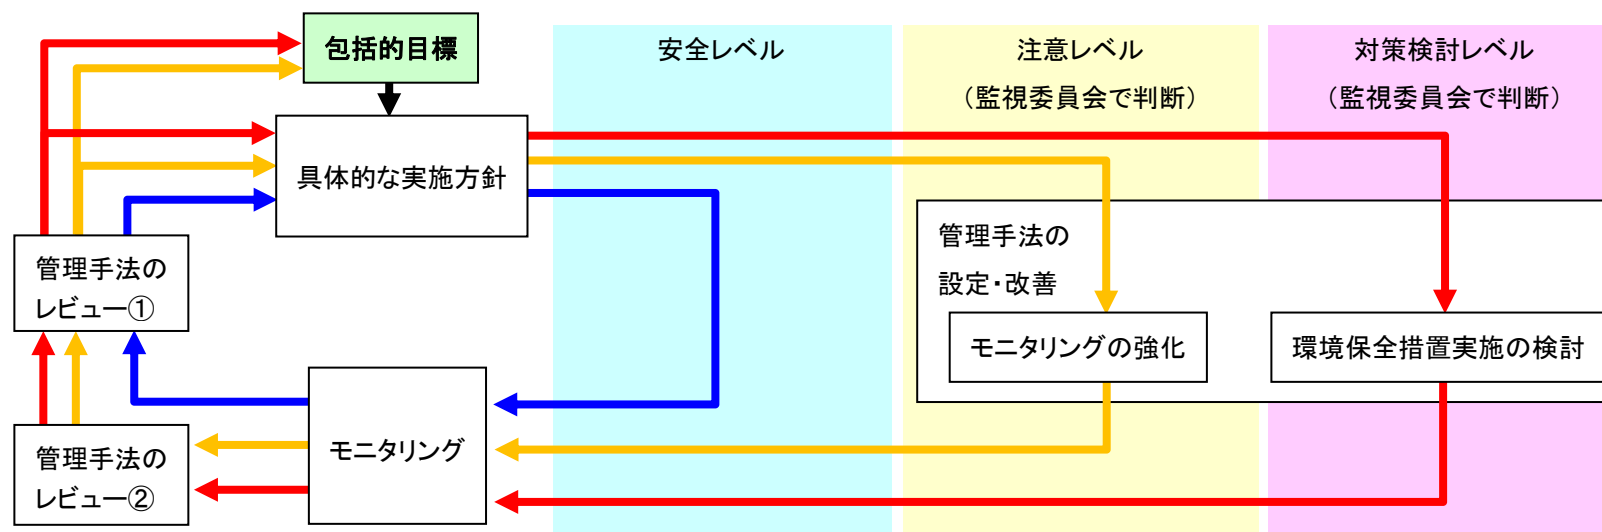 包括的目標
安全レベル
注意レベル
（監視委員会で判断）
対策検討レベル
（監視委員会で判断）
具体的な実施方針
管理手法の
設定・改善
管理手法の
レビュー①
モニタリングの強化
環境保全措置実施の検討
モニタリング
管理手法の
レビュー②